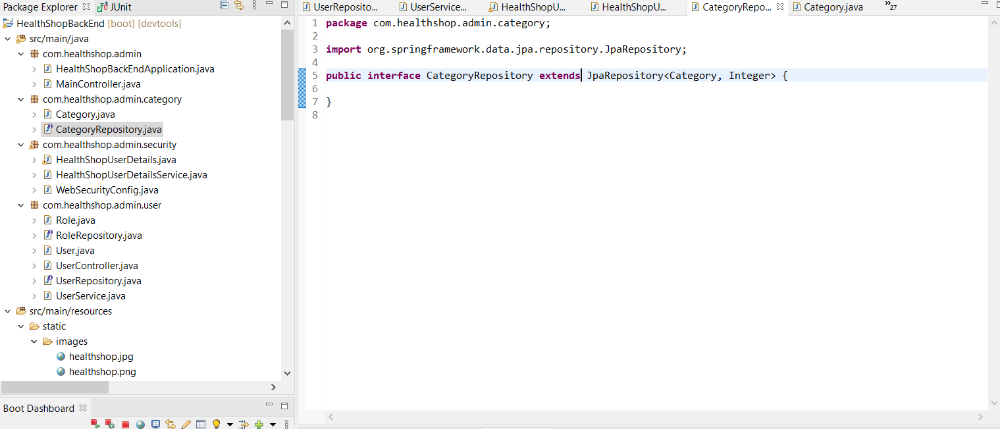 Package Explorer JUnit
HealthShopBackEnd [boot] [devtools]
src/main/java
com.healthshop.admin
HealthShopBackEndApplication.java
MainController.java
com.healthshop.admin.category
Category.java
CategoryRepository.java
com.healthshop.admin.security
HealthShopUserDetails.java
HealthShopUserDetailsService.java
WebSecurityConfig.java
com.healthshop.admin.user
Role.java
RoleRepository.java
User.java
UserController.java
UserRepository.java
UserService.java
src/main/resources
static
images
healthshop.jpg
healthshop.png
Boot Dashboard
UserReposito... UserService... HealthShopU... HealthShopU... CategoryRepo... Category.java »27
1 package com.healthshop.admin.category;
2
3 import org.springframework.data.jpa.repository.JpaRepository;
4
5 public interface CategoryRepository extends JpaRepository<Category, Integer> {
6
7 }
8